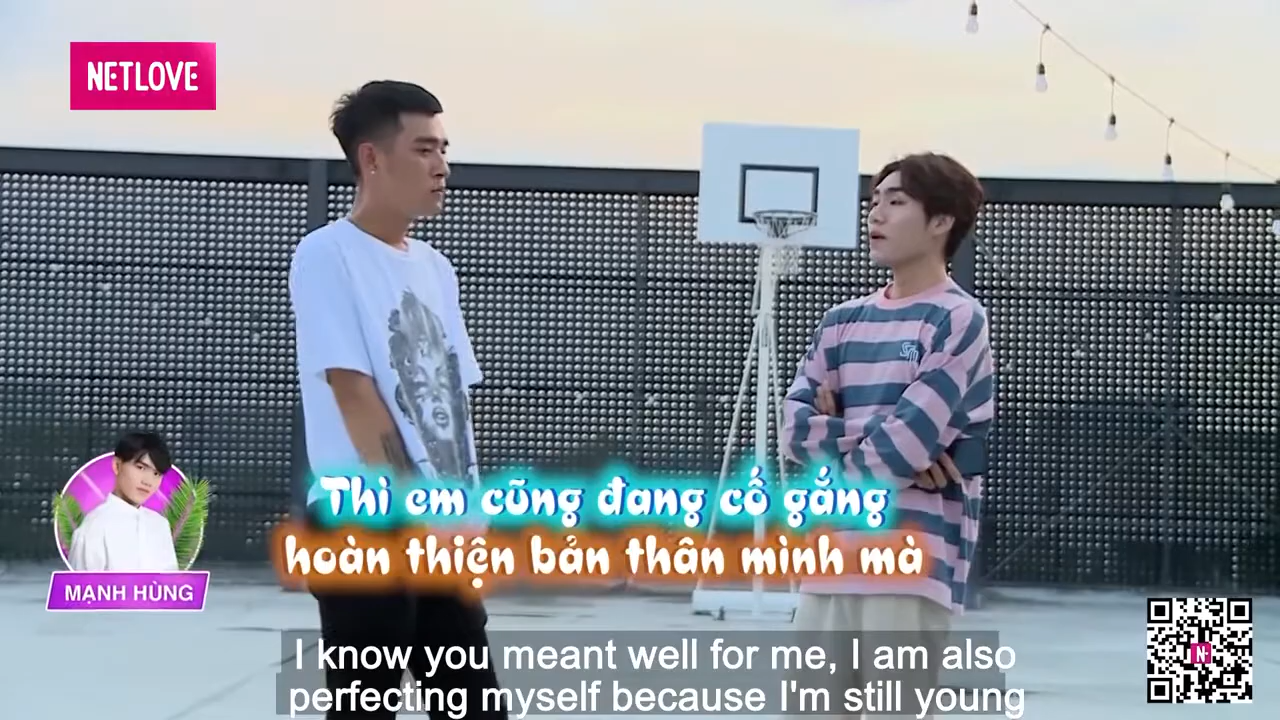 NETLOVE
SM
Thì em cũng đang cố gắng
hoàn thiện bản thân mình mà
MẠNH HÙNG
N
I know you meant well for me, I am also
perfecting myself because I'm still young